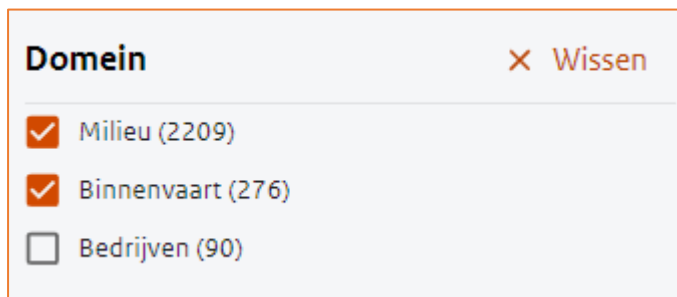 Domein × Wissen
Milieu (2209)
Binnenvaart (276)
Bedrijven (90)